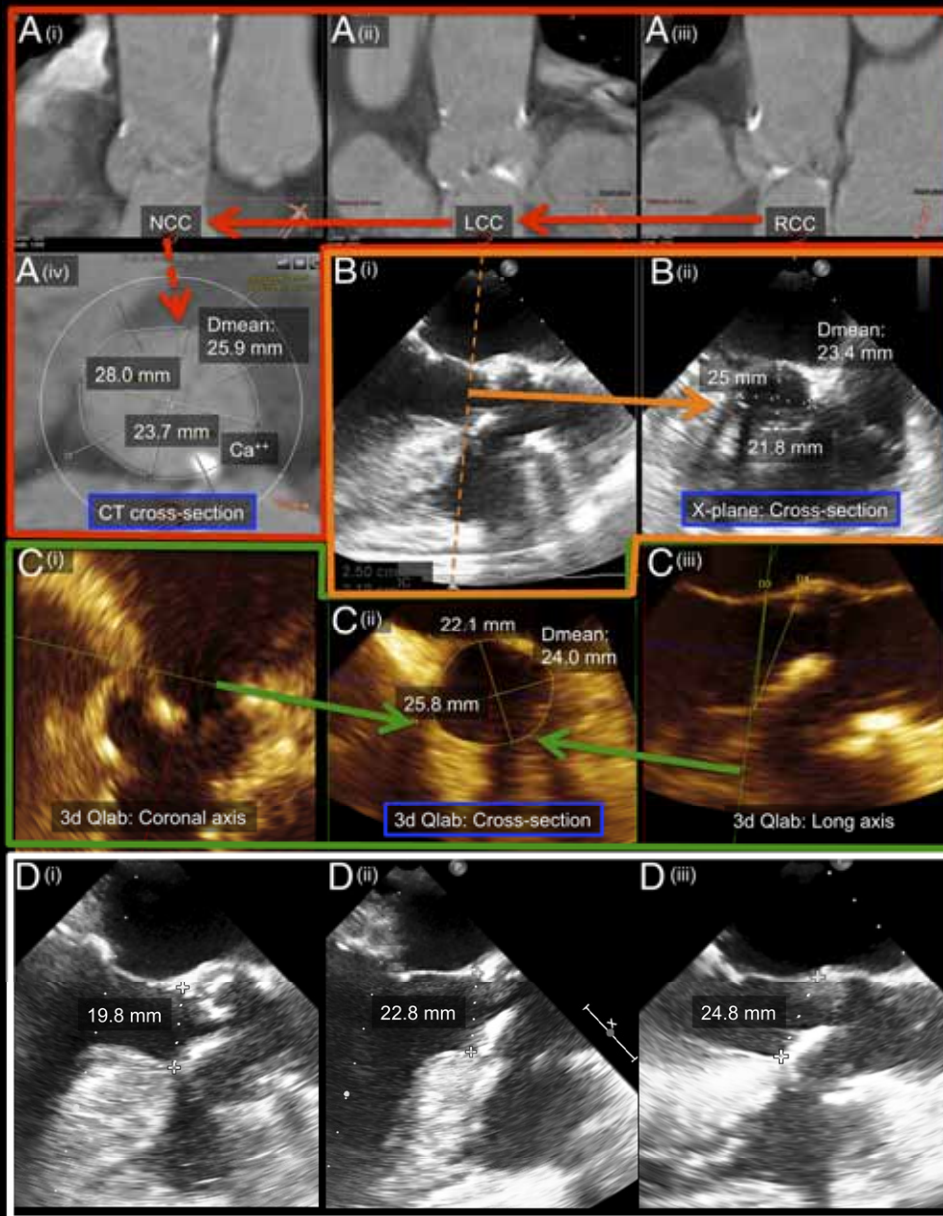 A (i)
A (ii)
A (iii)
NCC
LCC
RCC
A (iv)
Dmean:
25.9 mm
28.0 mm
23.7 mm
Ca++
CT cross-section
B (i)
B (ii)
Dmean:
23.4 mm
25 mm
21.8 mm
X-plane: Cross-section
2.50 cm
C (i)
3d Qlab: Coronal axis
C (ii)
22.1 mm
Dmean:
24.0 mm
25.8 mm
3d Qlab: Cross-section
C (iii)
3d Qlab: Long axis
D (i)
19.8 mm
D (ii)
22.8 mm
D (iii)
24.8 mm